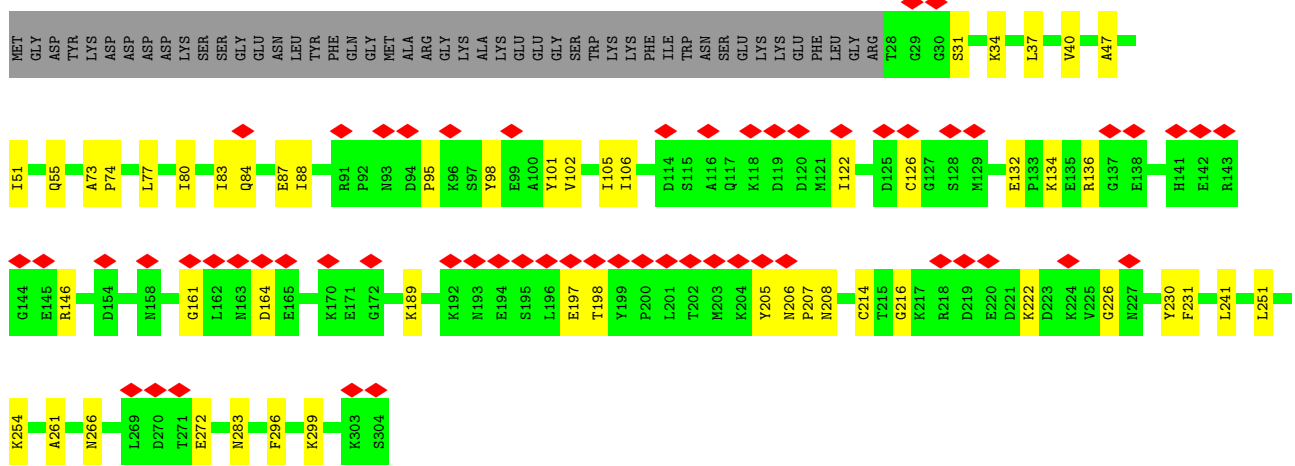 MET GLY ASP TYR LYS ASP ASP ASP ASP LYS SER SER GLY GLU ASN LEU TYR PHE GLN GLY MET ALA ARG GLY LYS ALA LYS GLU GLU GLY SER TRP LYS LYS PHE ILE TRP ASN SER GLU LYS LYS GLU PHE LEU GLY ARG T28 G29 G30 S31 K34 L37 V40 A47
I51 Q55 A73 P74 L77 I80 I83 Q84 E87 I88 R91 P92 N93 D94 P95 K96 S97 Y98 E99 A100 Y101 V102 I105 I106 D114 S115 A116 Q117 K118 D119 D120 M121 I122 D125 C126 G127 S128 M129 E132 P133 K134 E135 R136 G137 E138 H141 E142 R143
G144 E145 R146 D154 N158 G161 L162 N163 D164 E165 K170 E171 G172 K189 K192 N193 E194 S195 L196 E197 T198 Y199 P200 L201 T202 M203 K204 Y205 N206 P207 N208 C214 T215 G216 K217 R218 D219 E220 D221 K222 D223 K224 V225 G226 N227 Y230 F231 L241 L251
K254 A261 N266 L269 D270 T271 E272 N283 F296 K299 K303 S304